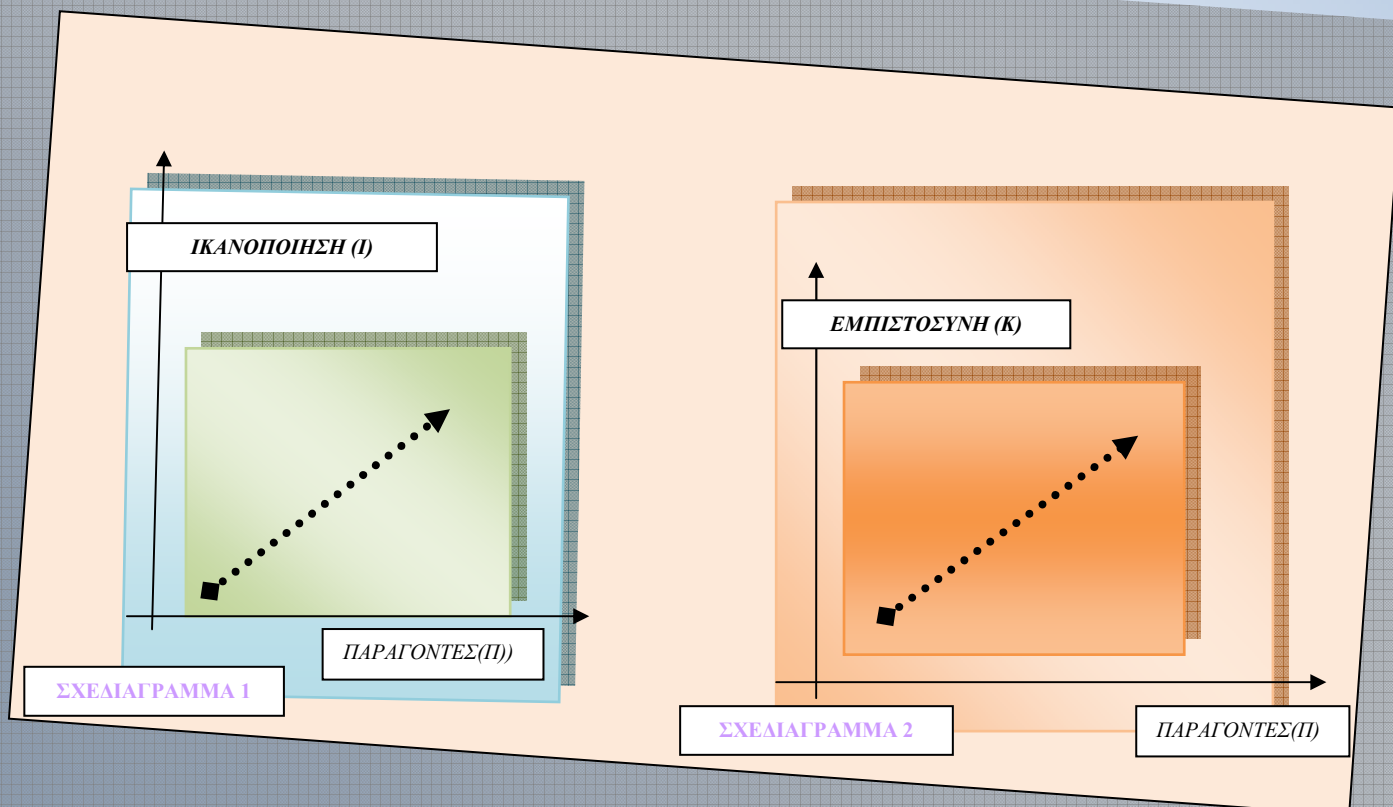 ΙΚΑΝΟΠΟΙΗΣΗ (Ι)
ΠΑΡΑΓΟΝΤΕΣ(Π))
ΣΧΕΔΙΑΓΡΑΜΜΑ 1
ΕΜΠΙΣΤΟΣΥΝΗ (Κ)
ΣΧΕΔΙΑΓΡΑΜΜΑ 2
ΠΑΡΑΓΟΝΤΕΣ(Π)